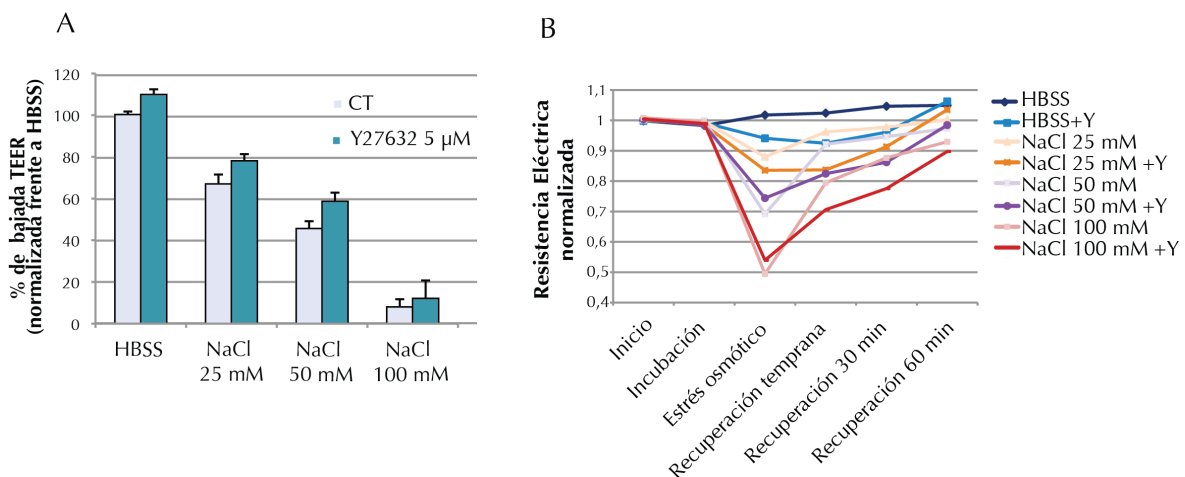 A
% de bajada TEER
(normalizada frente a HBSS)
120
100
80
60
40
20
0
CT
Y27632 5 μM
HBSS
NaCl
25 mM
NaCl
50 mM
NaCl
100 mM
B
Resistencia Eléctrica
normalizada
1,1
1
0,9
0,8
0,7
0,6
0,5
0,4
Inicio
Incubación
Estrés osmótico
Recuperación temprana
Recuperación 30 min
Recuperación 60 min
HBSS
HBSS+Y
NaCl 25 mM
NaCl 25 mM +Y
NaCl 50 mM
NaCl 50 mM +Y
NaCl 100 mM
NaCl 100 mM +Y